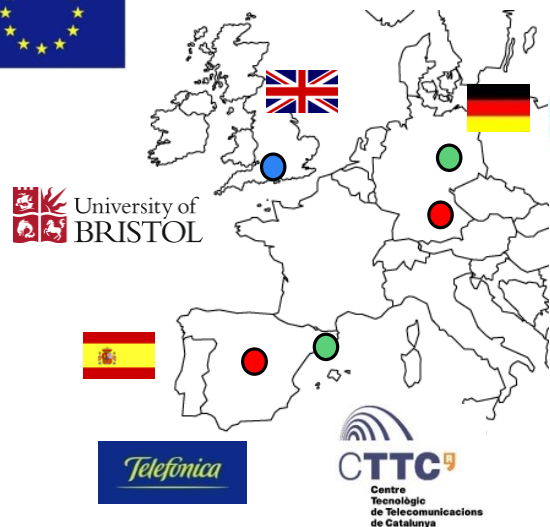 University of
BRISTOL
Telefónica
CTTC
R
Centre
Tecnològic
de Telecomunicacions
de Catalunya